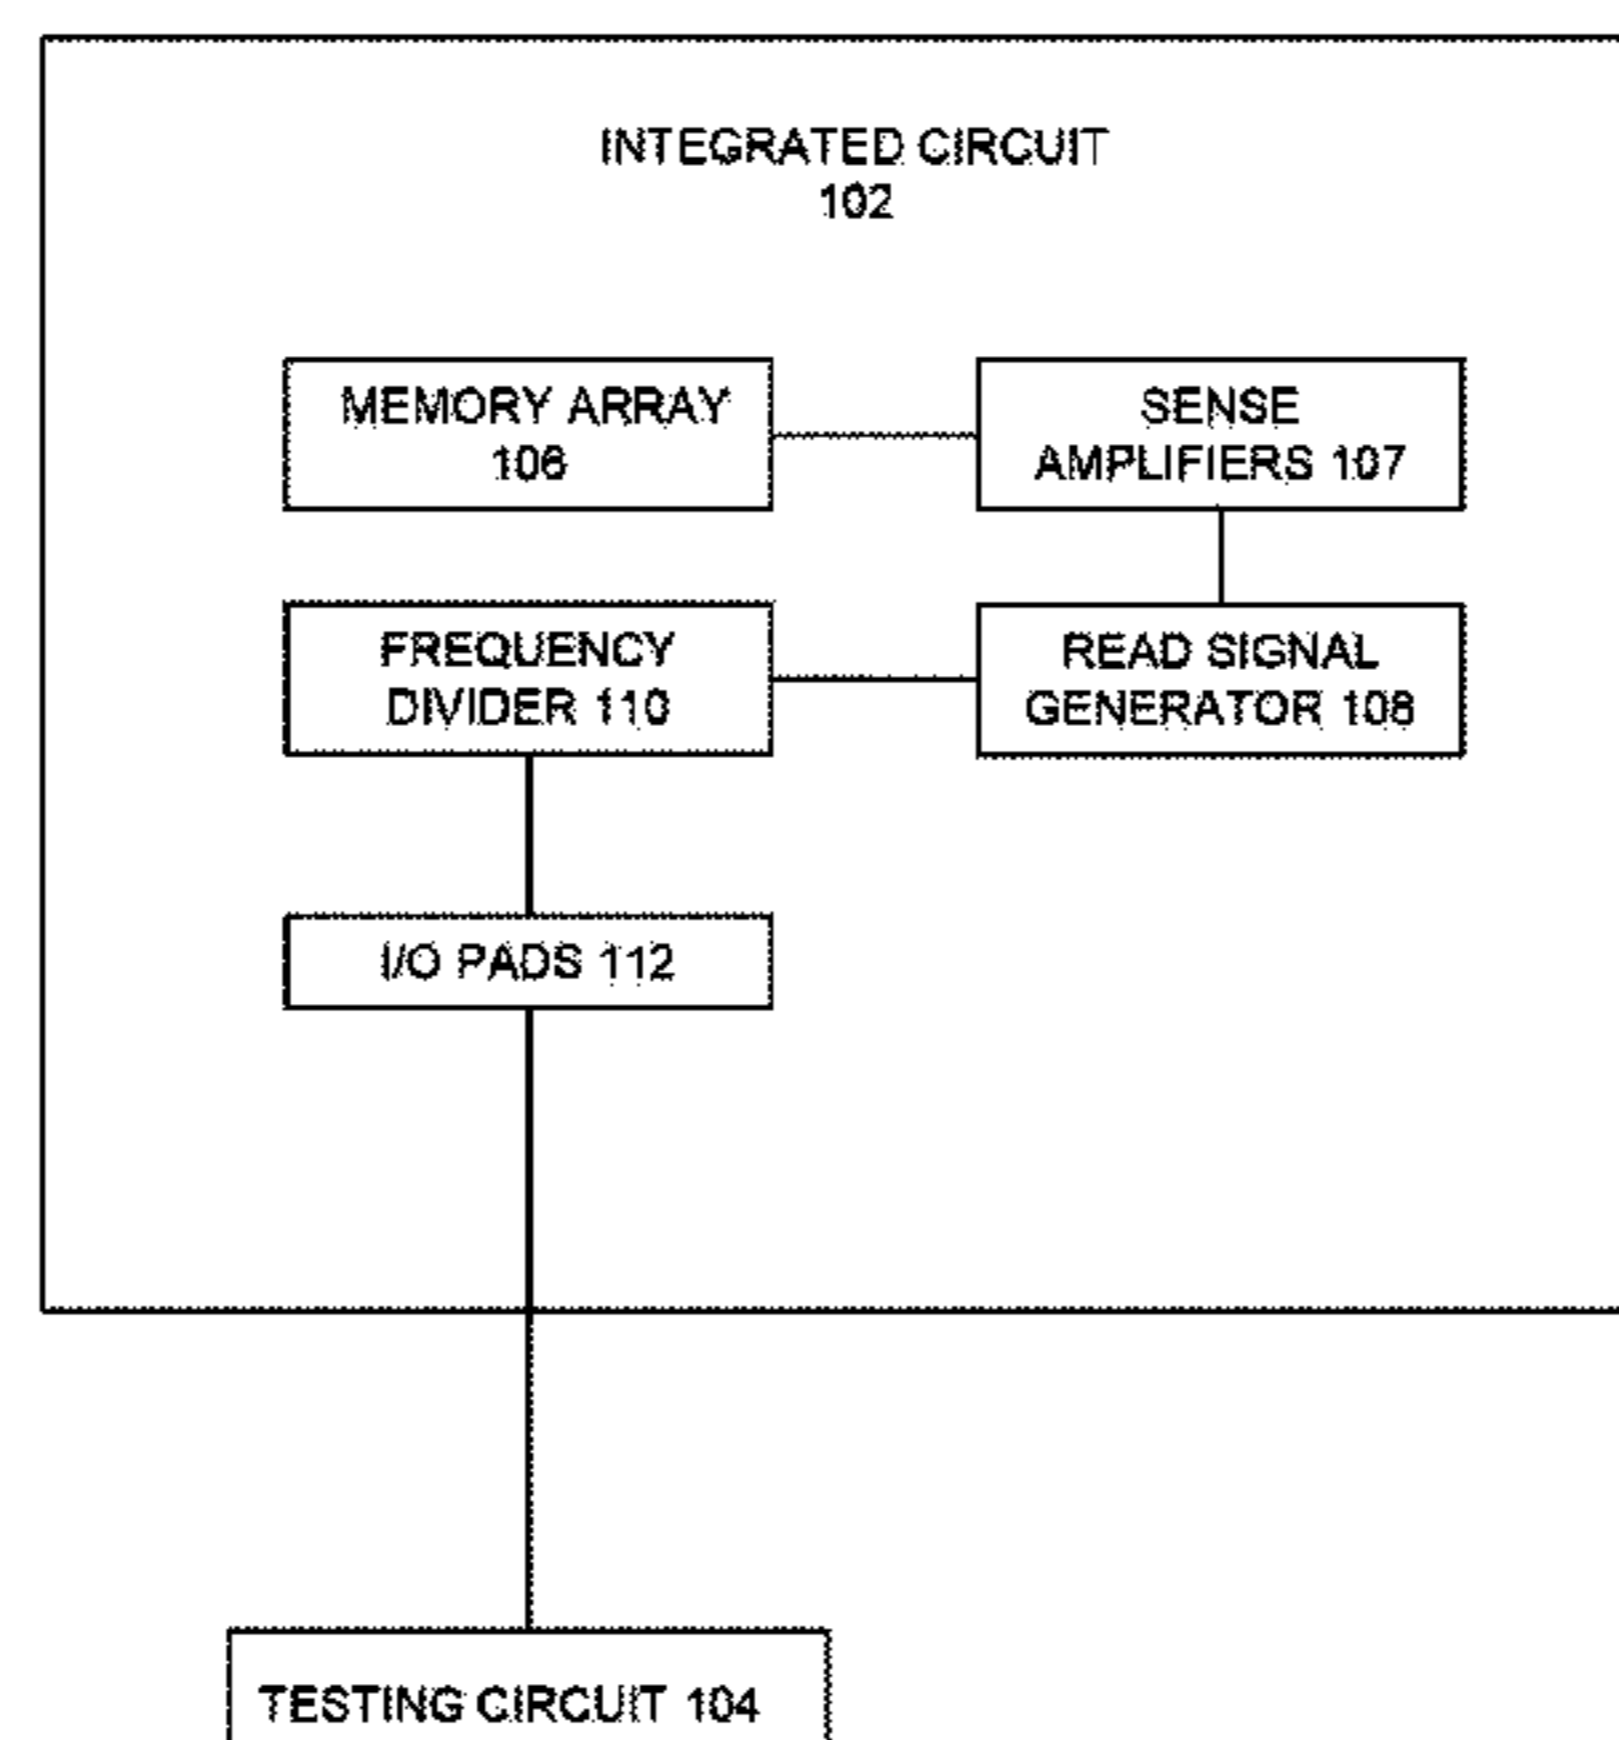 INTEGRATED CIRCUIT
102
MEMORY ARRAY
106
SENSE
AMPLIFIERS 107
FREQUENCY
DIVIDER 110
READ SIGNAL
GENERATOR 108
I/O PADS 112
TESTING CIRCUIT 104